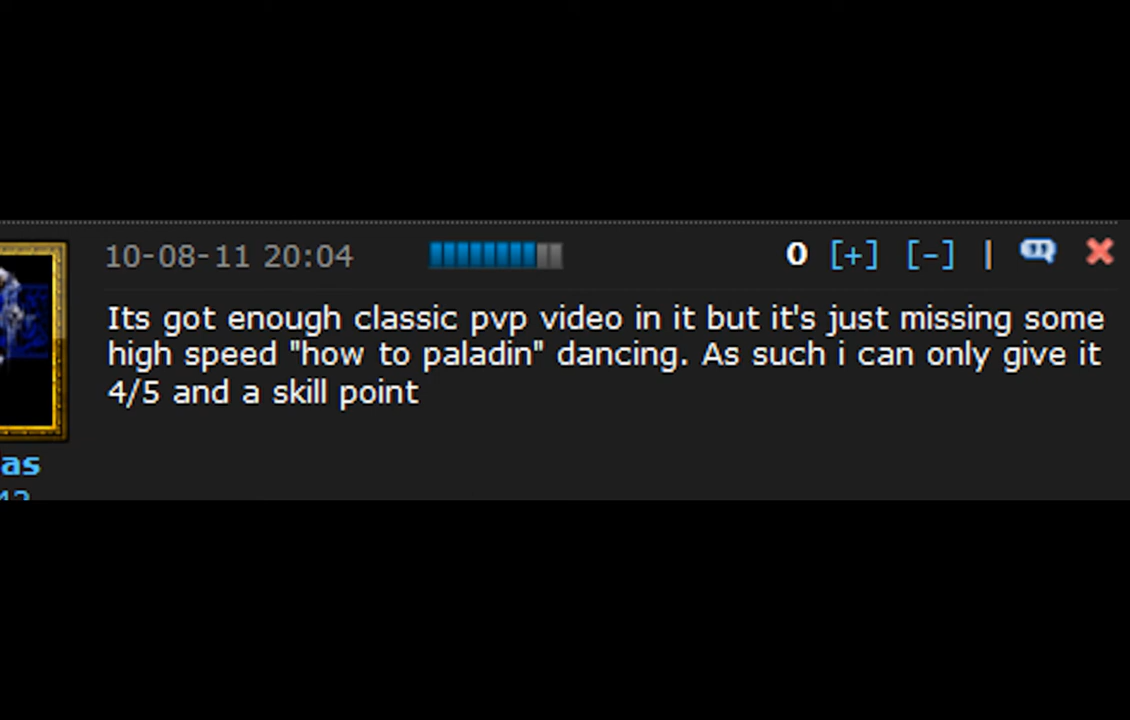 10-08-11 20:04 0 [+] [-] |
Its got enough classic pvp video in it but it's just missing some
high speed "how to paladin" dancing. As such i can only give it
4/5 and a skill point
as